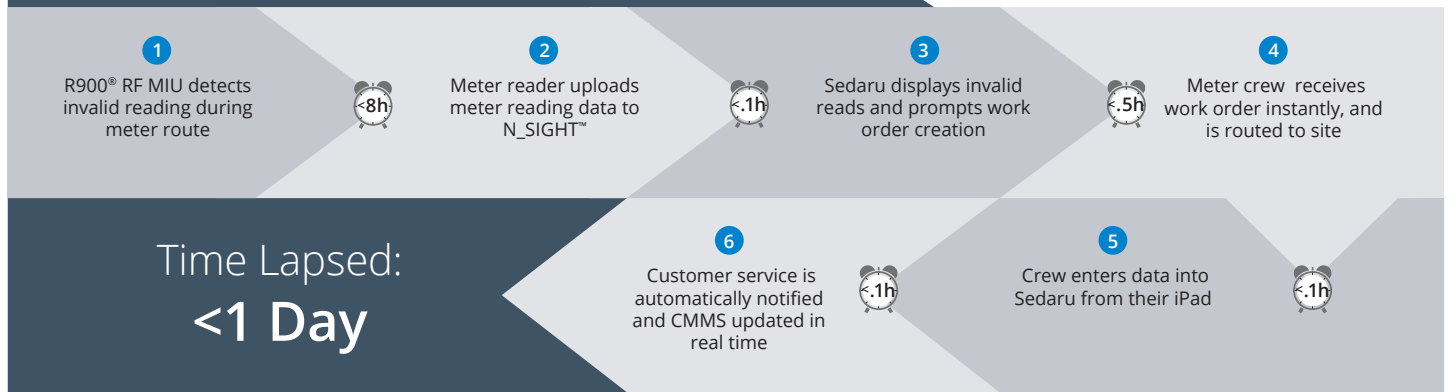 1
R900® RF MIU detects
invalid reading during
meter route
<8h
2
Meter reader uploads
meter reading data to
N_SIGHT™
<.1h
3
Sedaru displays invalid
reads and prompts work
order creation
<.5h
4
Meter crew receives
work order instantly, and
is routed to site
<.1h
5
Crew enters data into
Sedaru from their iPad
<.1h
6
Customer service is
automatically notified
and CMMS updated in
real time
Time Lapsed:
<1 Day